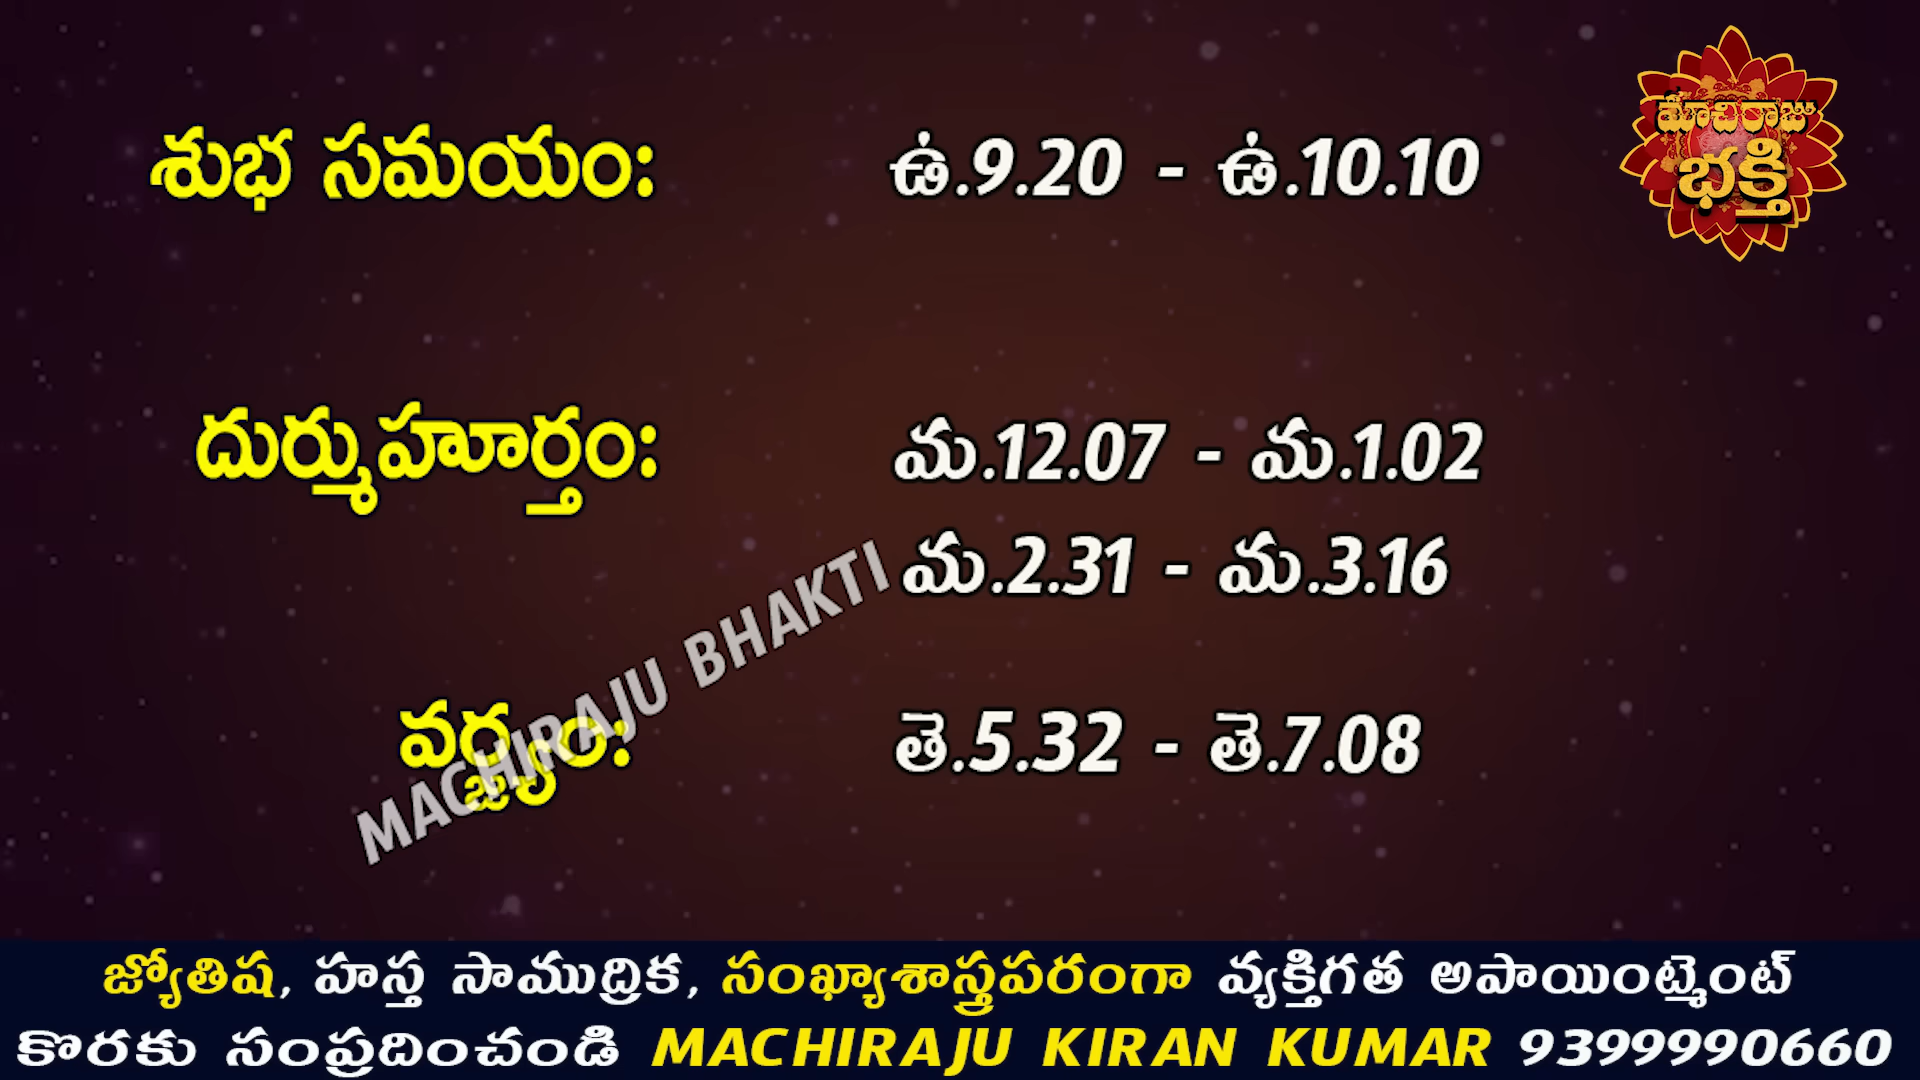 మాచిరాజు
భక్తి
శుభ సమయం: ఉ.9.20 - ఉ.10.10
దుర్ముహూర్తం: మ.12.07 - మ.1.02
మ.2.31 - మ.3.16
వర్జ్యం: తె.5.32 - తె.7.08
MACHIRAJU BHAKTI
జ్యోతిష, హస్త సాముద్రిక, సంఖ్యాశాస్త్రపరంగా వ్యక్తిగత అపాయింట్మెంట్
కొరకు సంప్రదించండి MACHIRAJU KIRAN KUMAR 9399990660